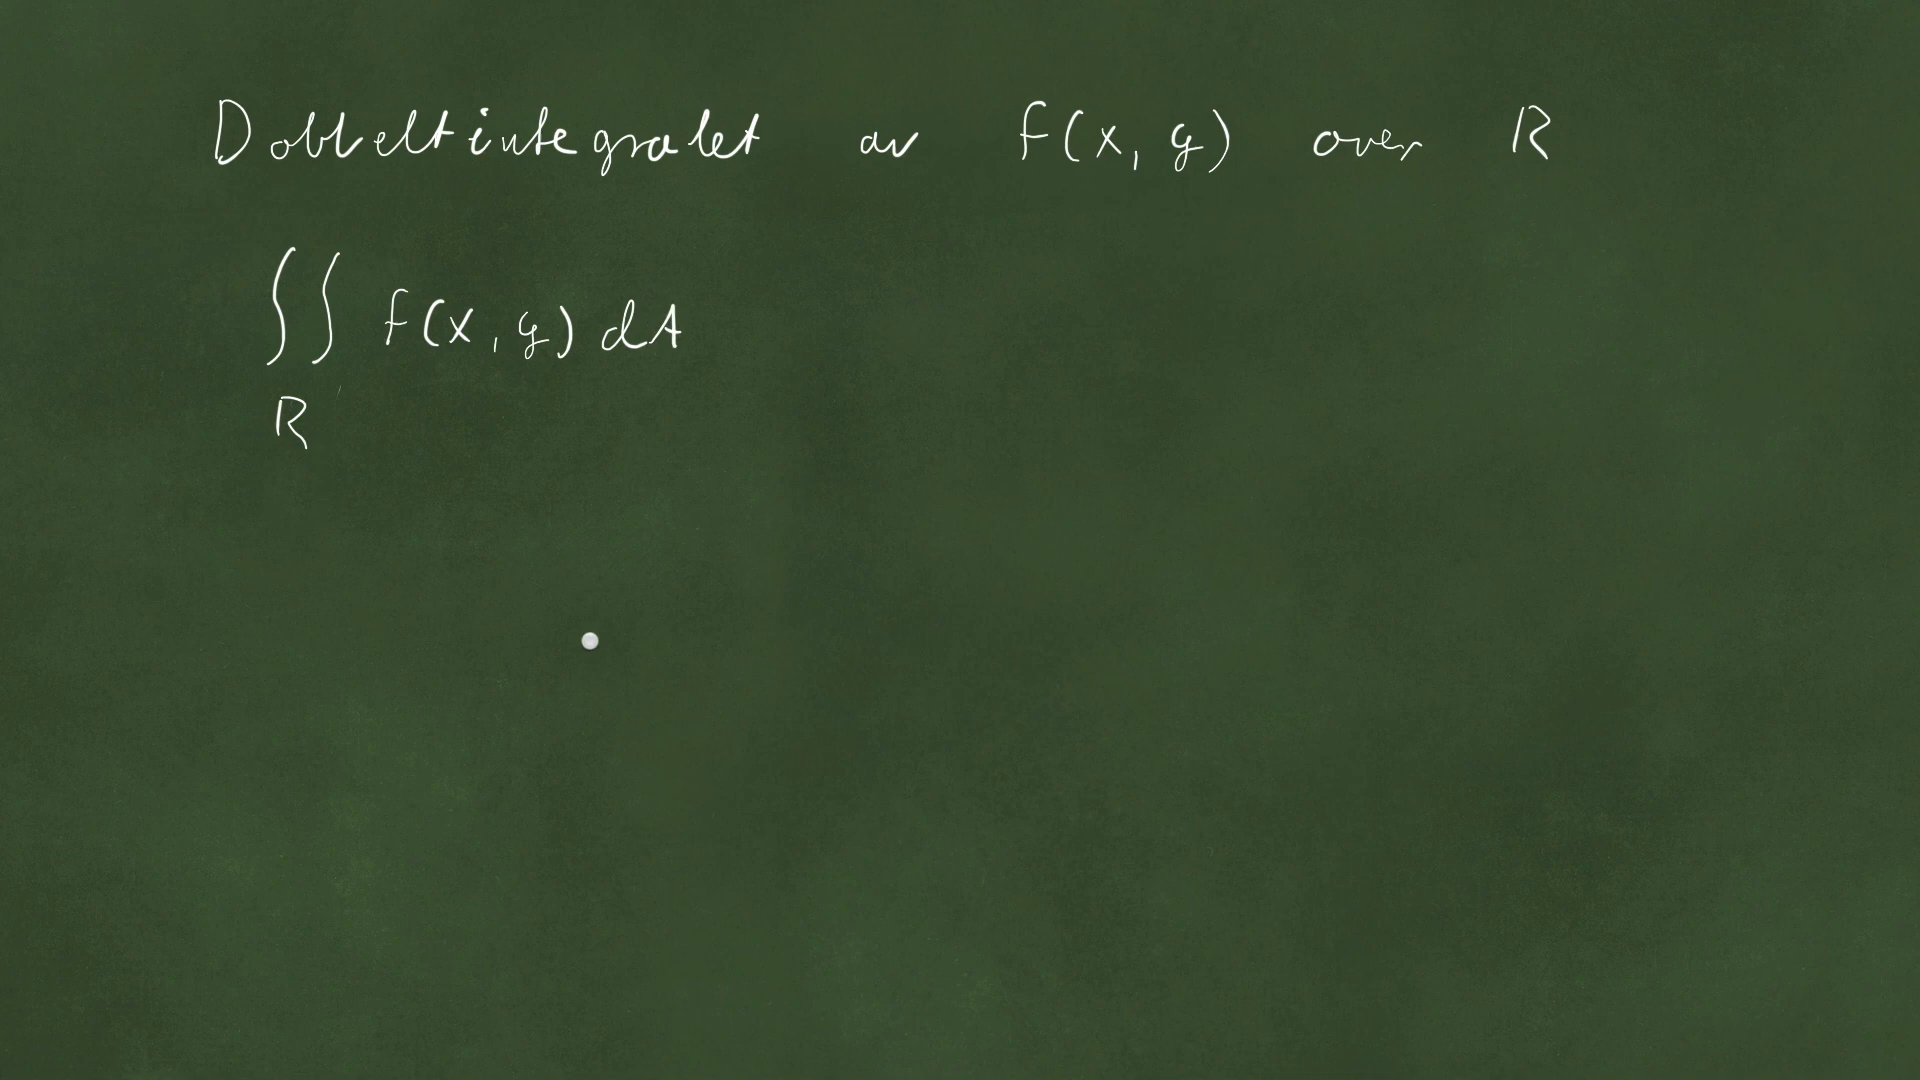 Dobbeltintegralet av f(x, y) over R
∬ f(x, y) dA
R